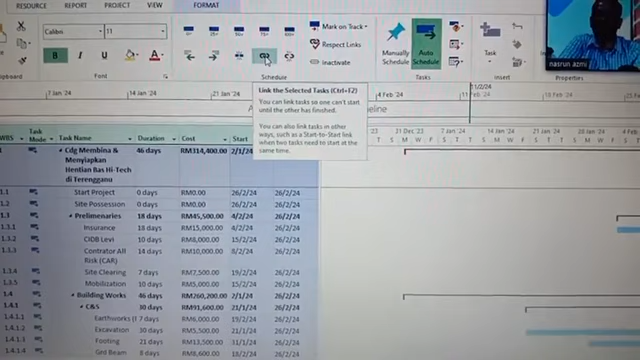 RESOURCE REPORT PROJECT VIEW FORMAT
Calibri 11
Mark on Track
Respect Links
Inactivate
Manually Schedule
Auto Schedule
Task
B I U A
Font Schedule Tasks Insert Properties
nasrun azmi
Link the Selected Tasks (Ctrl+F2)
You can link tasks so one can't start
until the other has finished.
You can also link tasks in other
ways, such as a Start-to-Start link
when two tasks need to start at the
same time.
11/2/24
7 Jan '24 14 Jan '24 21 Jan '24 4 Feb '24
WBS Task Mode Task Name Duration Cost Start
31 Dec '23 07 Jan '24 14 Jan '24 21 Jan '24
Cdg Membina & 46 days RM314,400.00 2/1/24
Menyiapkan
Hentian Bas Hi-Tech
di Terengganu
1.1 Start Project 0 days RM0.00 26/2/24 26/2/24
1.2 Site Possession 0 days RM0.00 26/2/24 26/2/24
1.3 Prelimenaries 18 days RM45,500.00 4/2/24
1.3.1 Insurance 18 days RM15,000.00 4/2/24
1.3.2 CIDB Levi 10 days RM8,000.00 15/2/24 26/2/24
1.3.3 Contrator All 14 days RM10,000.00 8/2/24 26/2/24
Risk (CAR)
1.3.4 Site Clearing 7 days RM7,500.00 19/2/24 26/2/24
1.3.5 Mobilization 10 days RM5,000.00 15/2/24 26/2/24
1.4 Building Works 46 days RM260,200.00 2/1/24
1.4.1 C&S 30 days RM91,600.00 21/1/24
1.4.1.1 Earthworks 7 days RM6,000.00 19/2/24 26/2/24
1.4.1.2 Excavation 30 days RM5,500.00 21/1/24 26/2/24
1.4.1.3 Footing 21 days RM13,500.00 31/1/24 26/2/24
1.4.1.4 Grd Beam 8 days RM8,600.00 18/2/24 26/2/24